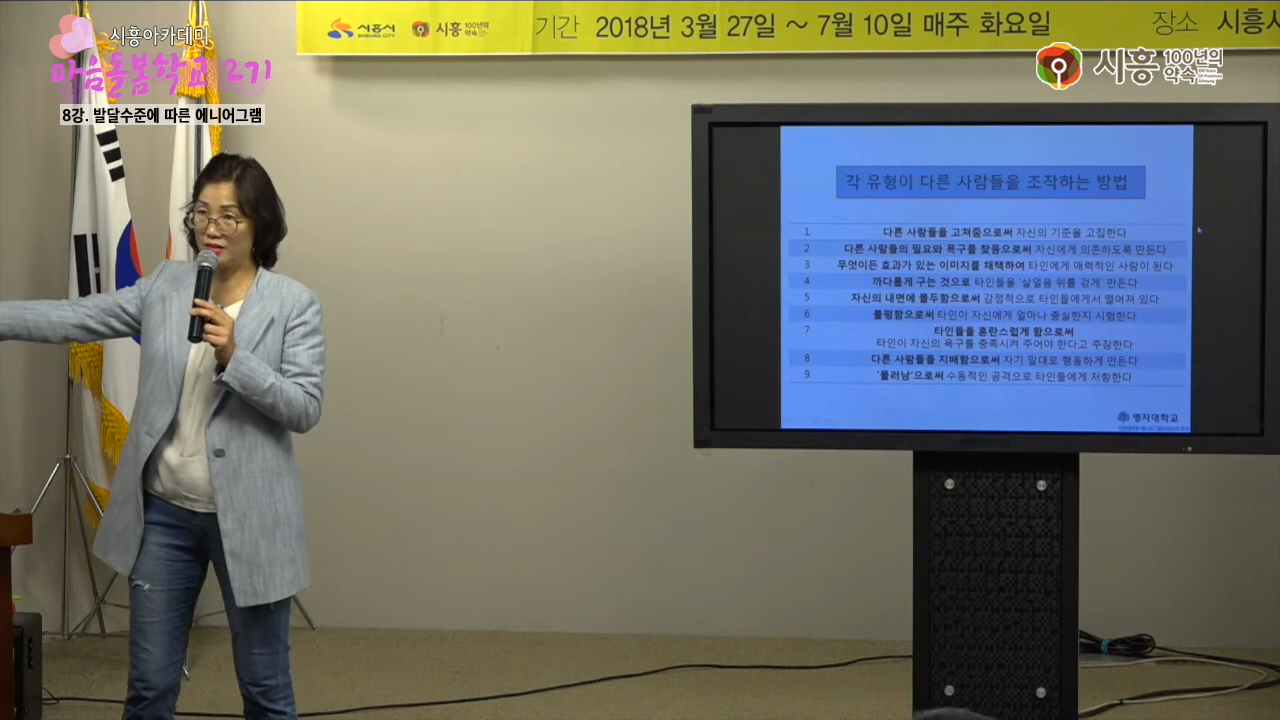 시흥아카데미
마음돌봄학교 2기
8강. 발달수준에 따른 에니어그램
시흥시
SIHEUNG CITY
시흥 100년의 약속
기간 2018년 3월 27일 ~ 7월 10일 매주 화요일
장소 시흥시
시흥 100년의 약속
각 유형이 다른 사람들을 조작하는 방법
1 다른 사람들을 고쳐줌으로써 자신의 기준을 고집한다
2 다른 사람들의 필요와 욕구를 찾음으로써 자신에게 의존하도록 만든다
3 무엇이든 효과가 있는 이미지를 채택하여 타인에게 매력적인 사람이 된다
4 까다롭게 구는 것으로 타인들을 '살얼음 위를 걷게' 만든다
5 자신의 내면에 몰두함으로써 감정적으로 타인들에게서 떨어져 있다
6 불평함으로써 타인이 자신에게 얼마나 충실한지 시험한다
7 타인들을 혼란스럽게 함으로써
타인이 자신의 욕구를 충족시켜 주어야 한다고 주장한다
8 다른 사람들을 지배함으로써 자기 말대로 행동하게 만든다
9 '물러남'으로써 수동적인 공격으로 타인들에게 저항한다
명지대학교